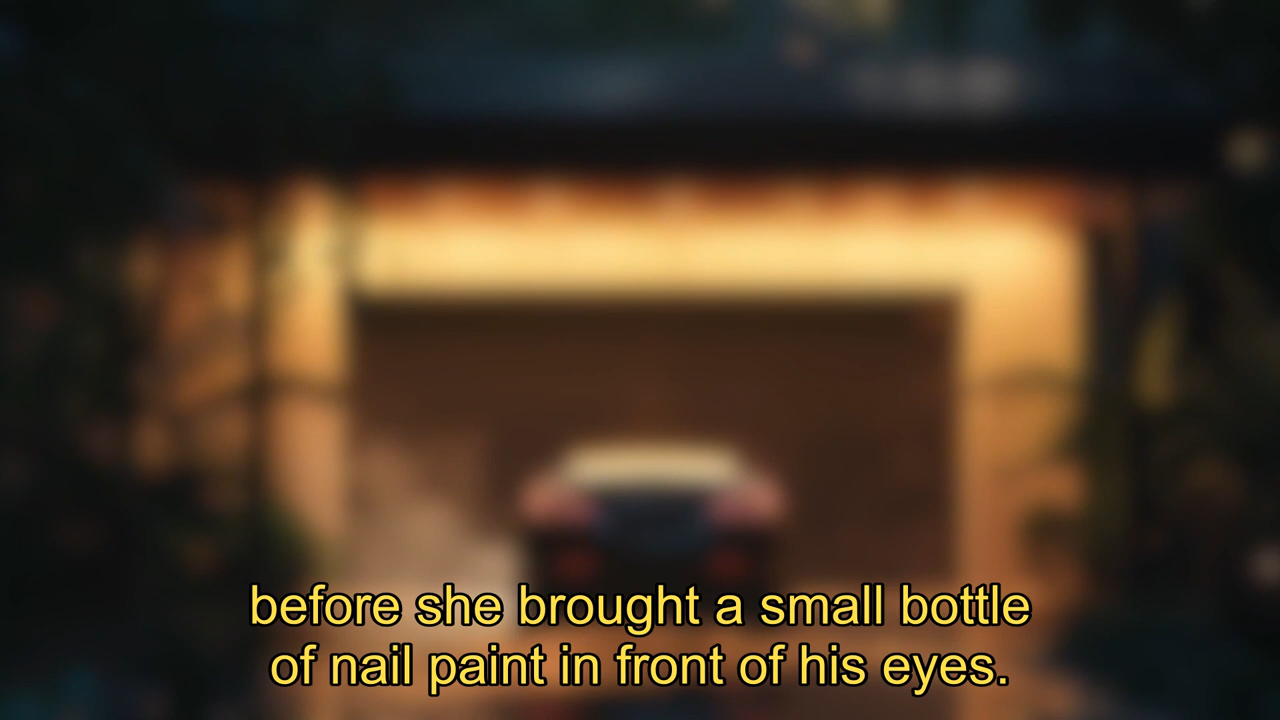 before she brought a small bottle
of nail paint in front of his eyes.